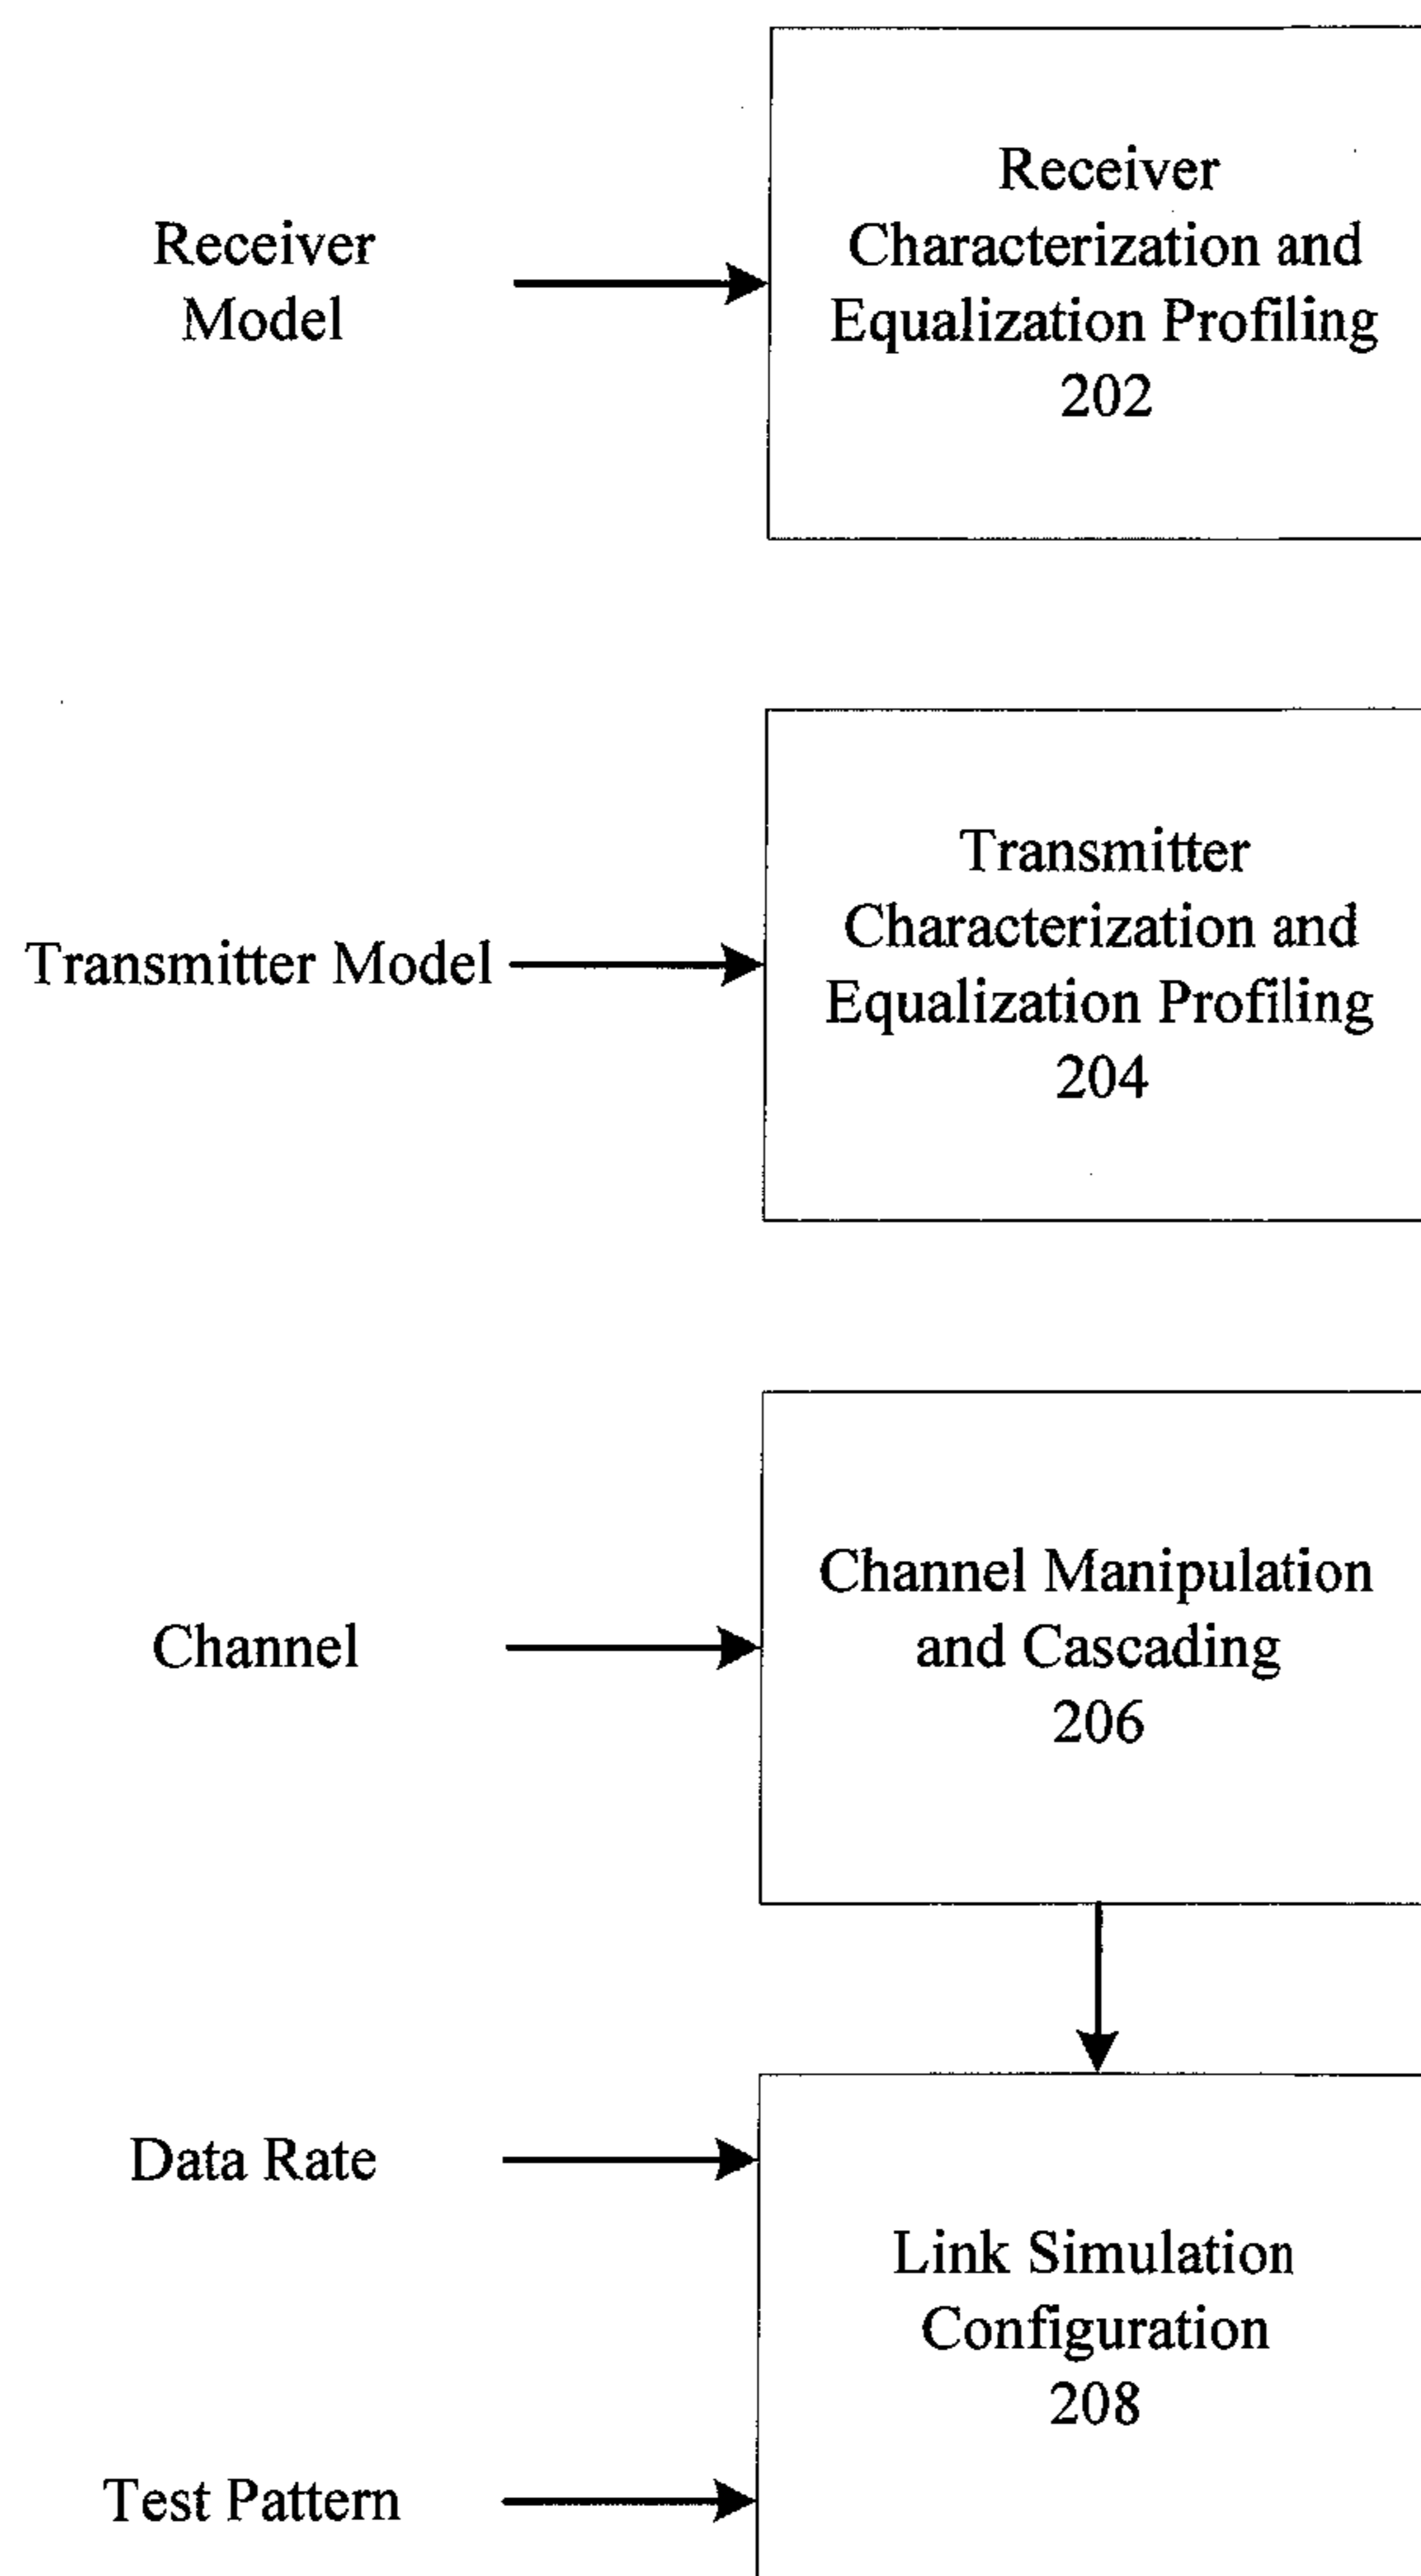 Receiver
Model
Receiver
Characterization and
Equalization Profiling
202
Transmitter Model
Transmitter
Characterization and
Equalization Profiling
204
Channel
Channel Manipulation
and Cascading
206
Data Rate
Link Simulation
Configuration
208
Test Pattern